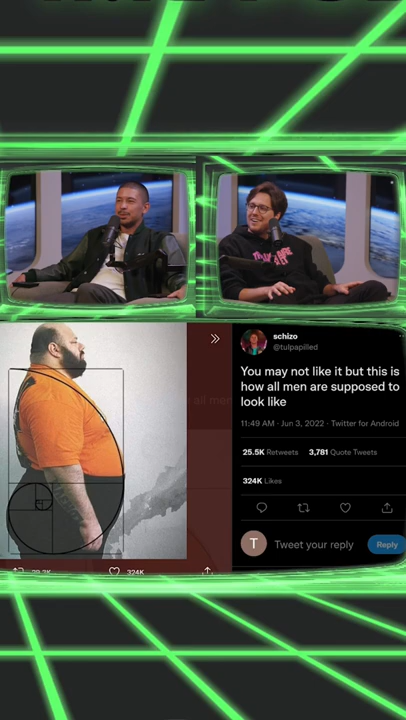 schizo
@tulpapilled
You may not like it but this is
how all men are supposed to
look like
11:49 AM · Jun 3, 2022 · Twitter for Android
25.5K Retweets 3,781 Quote Tweets
324K Likes
T Tweet your reply Reply
324K